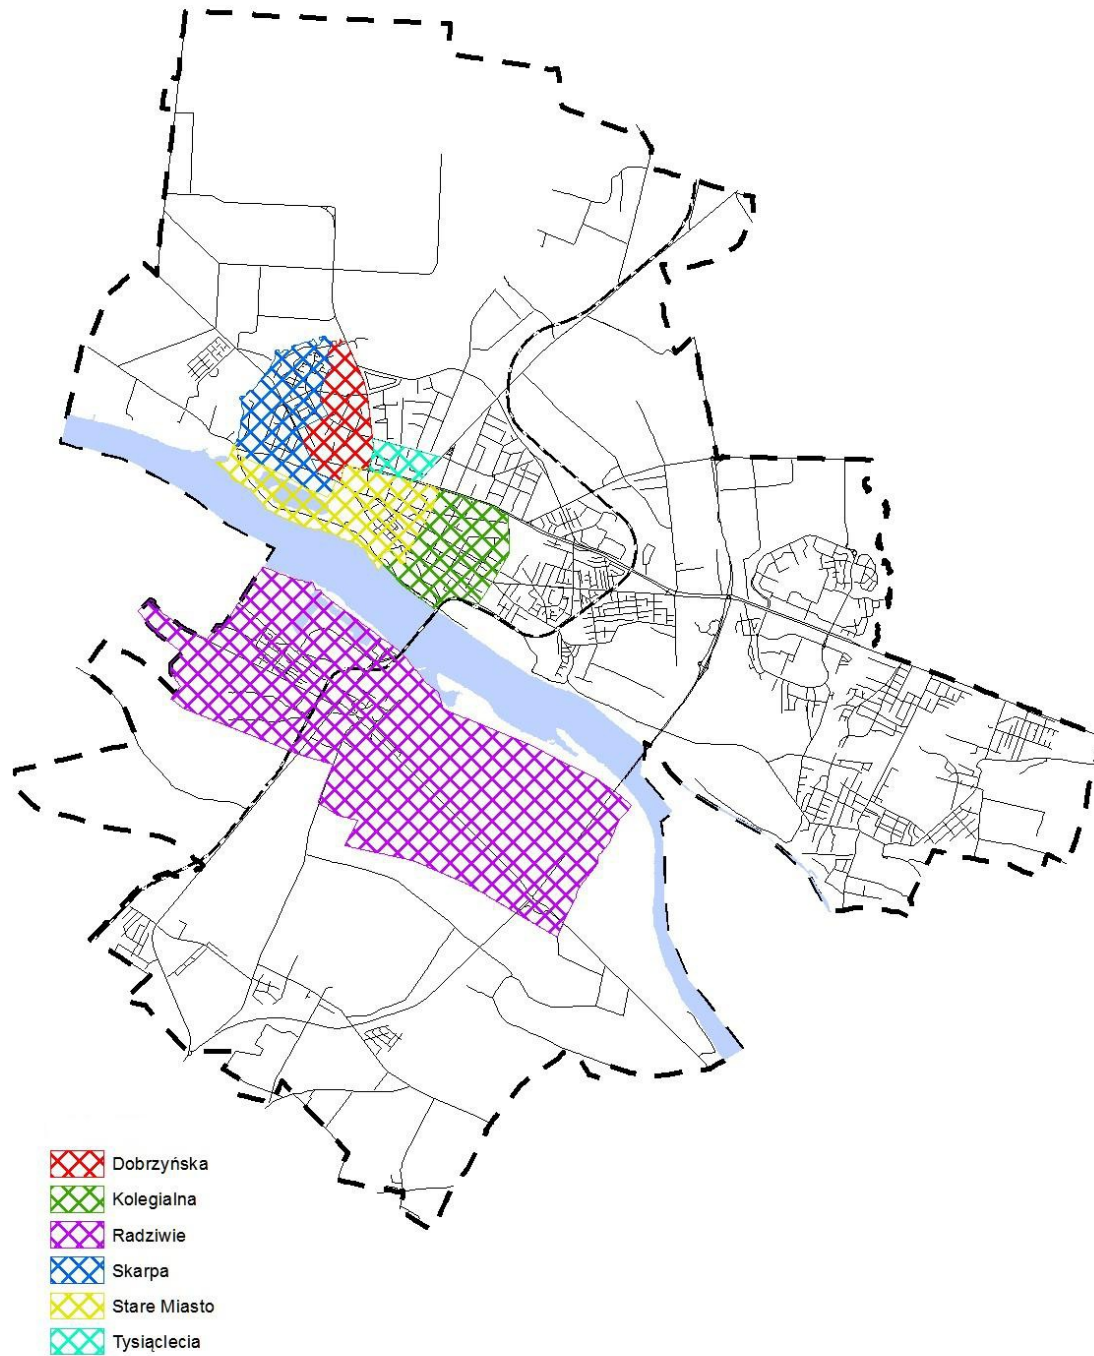 Dobrzyńska
Kolegialna
Radziwie
Skarpa
Stare Miasto
Tysiąclecia